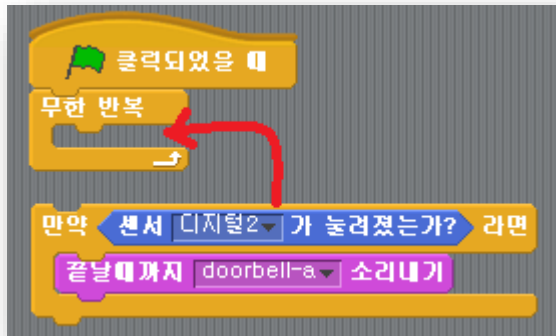 클릭되었을 때
무한 반복
만약 센서 디지털2 가 눌려졌는가? 라면
끝날때까지 doorbell-a 소리내기